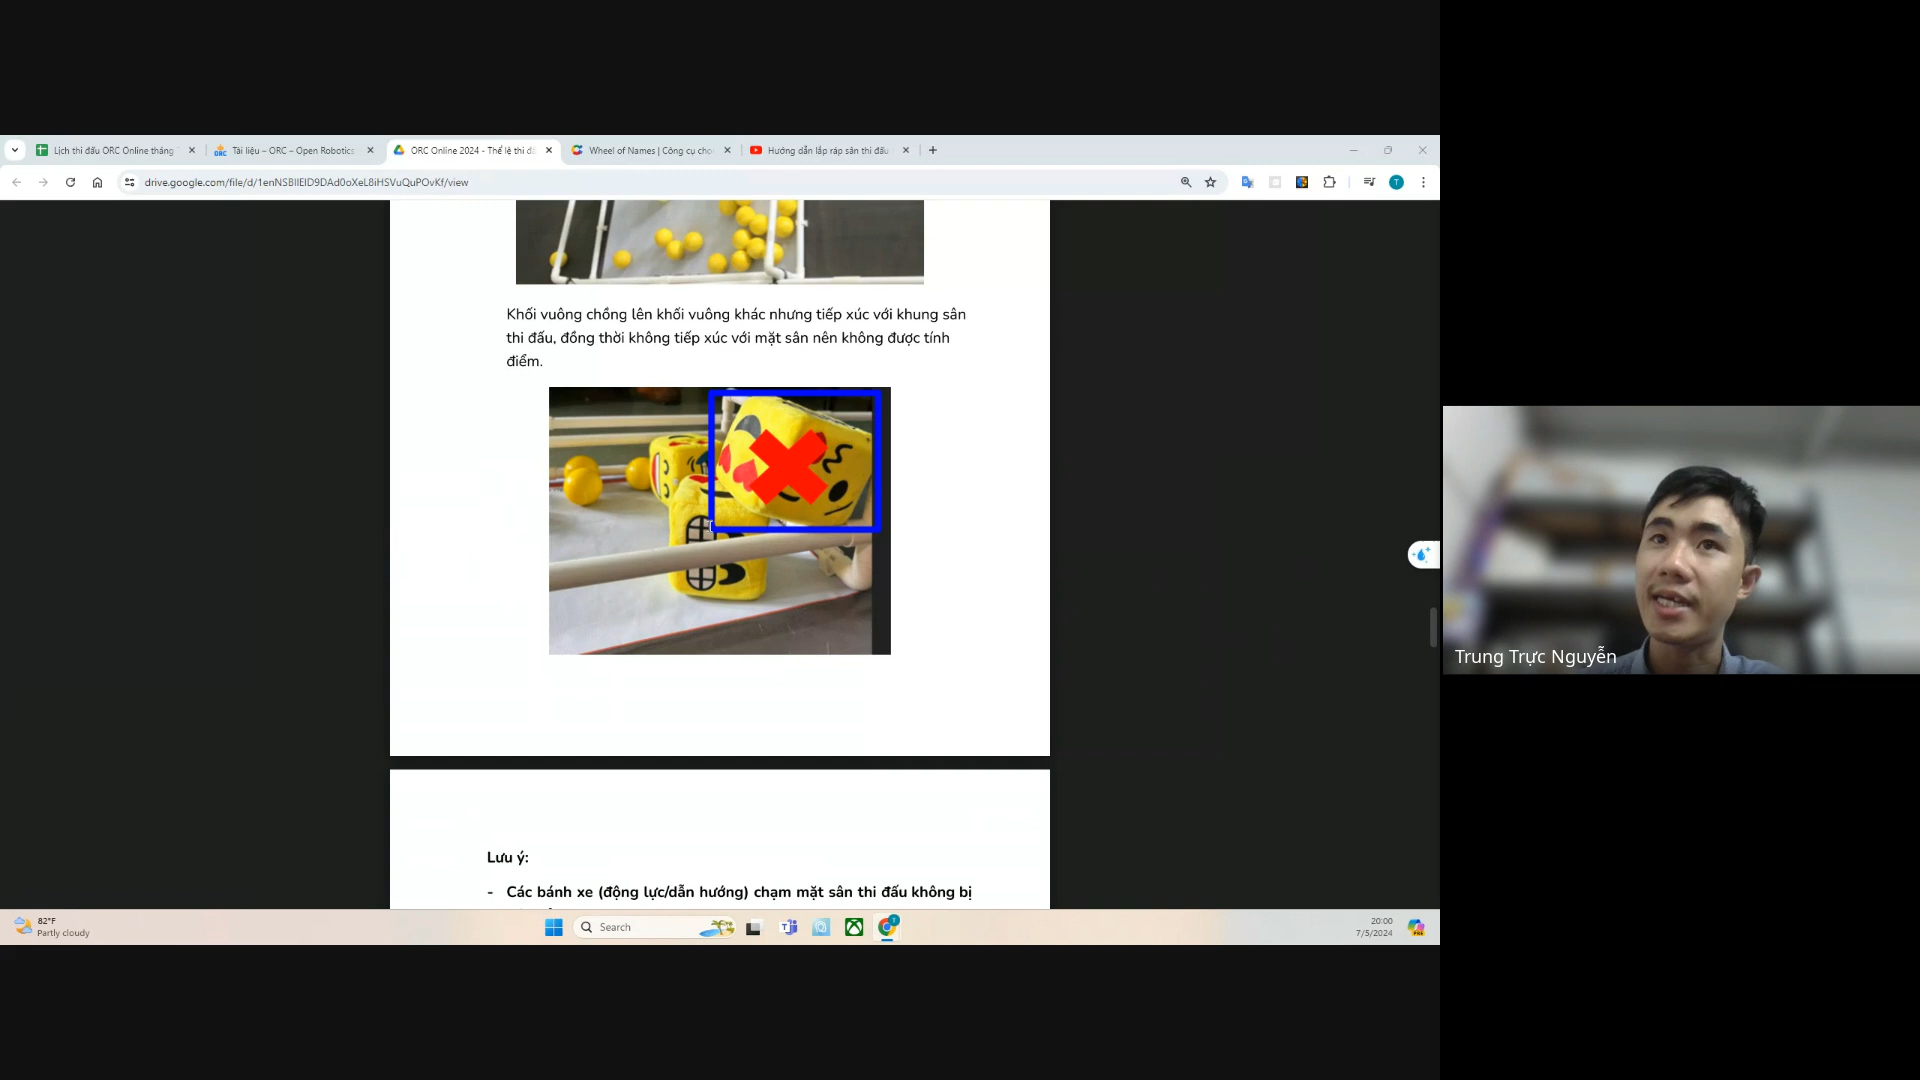 Lịch thi đấu ORC Online tháng
Tài liệu – ORC – Open Robotics
ORC Online 2024 - Thể lệ thi đấ
Wheel of Names | Công cụ cho
Hướng dẫn lắp ráp sân thi đấu
drive.google.com/file/d/1enNSBIIElD9DAd0oXeL8iHSVuQuPOvKf/view
Khối vuông chồng lên khối vuông khác nhưng tiếp xúc với khung sân
thi đấu, đồng thời không tiếp xúc với mặt sân nên không được tính
điểm.
Trung Trực Nguyễn
Lưu ý:
- Các bánh xe (động lực/dẫn hướng) chạm mặt sân thi đấu không bị
82°F
Partly cloudy
Search
20:00
7/5/2024